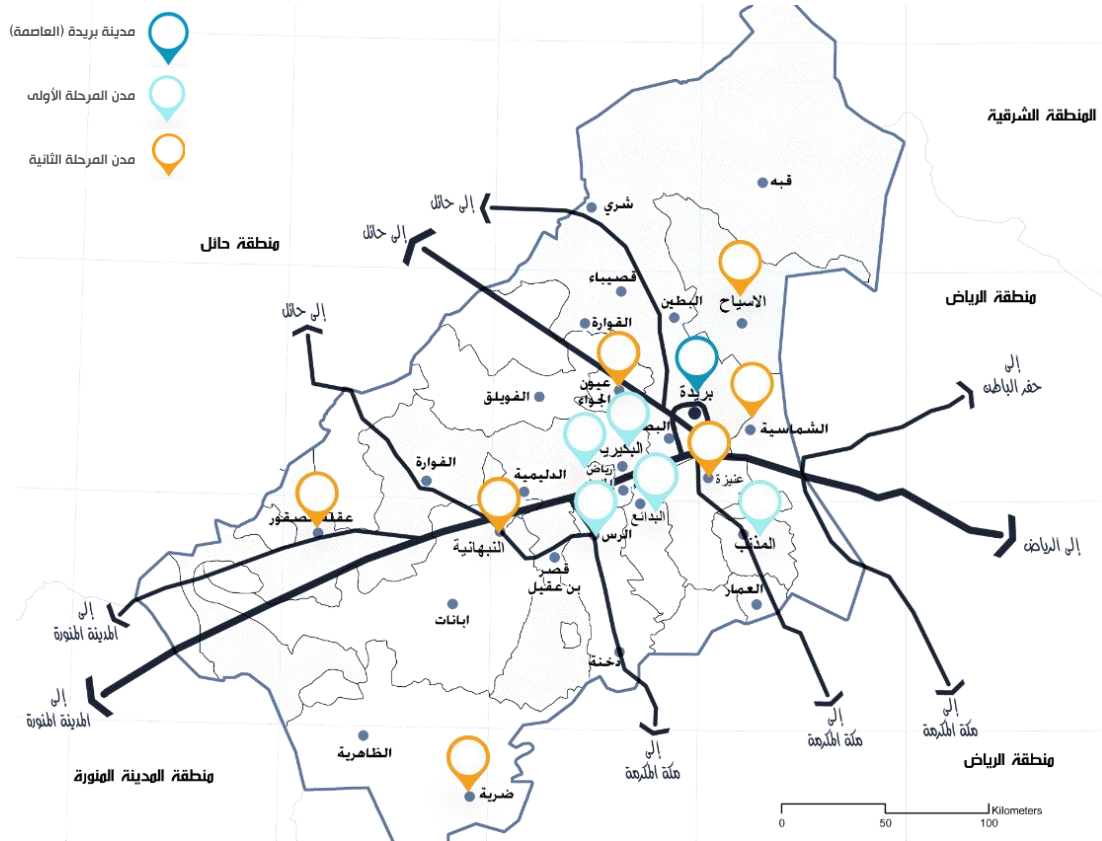 مدينة بريدة (العاصمة)
مدن المرحلة الأولى
مدن المرحلة الثانية
المنطقة الشرقية
قبه
شري
إلى حائل
إلى حائل
منطقة حائل
الاسياح
قصيباء
البطين
منطقة الرياض
القوارة
إلى حائل
إلى
حفر الباطن
عيون
الجواء
بريدة
الفويلق
الشماسية
الفوارة
الدليمية
رياض
عنيزة
البدائع
النبهانية
الرس
المذنب
إلى الرياض
قصر
بن عقيل
العمار
ابانات
إلى
المدينة المنورة
دخنة
إلى
المدينة المنورة
إلى
مكة المكرمة
إلى
مكة المكرمة
إلى
مكة المكرمة
الظاهرية
منطقة المدينة المنورة
منطقة الرياض
ضرية
Kilometers
0 50 100